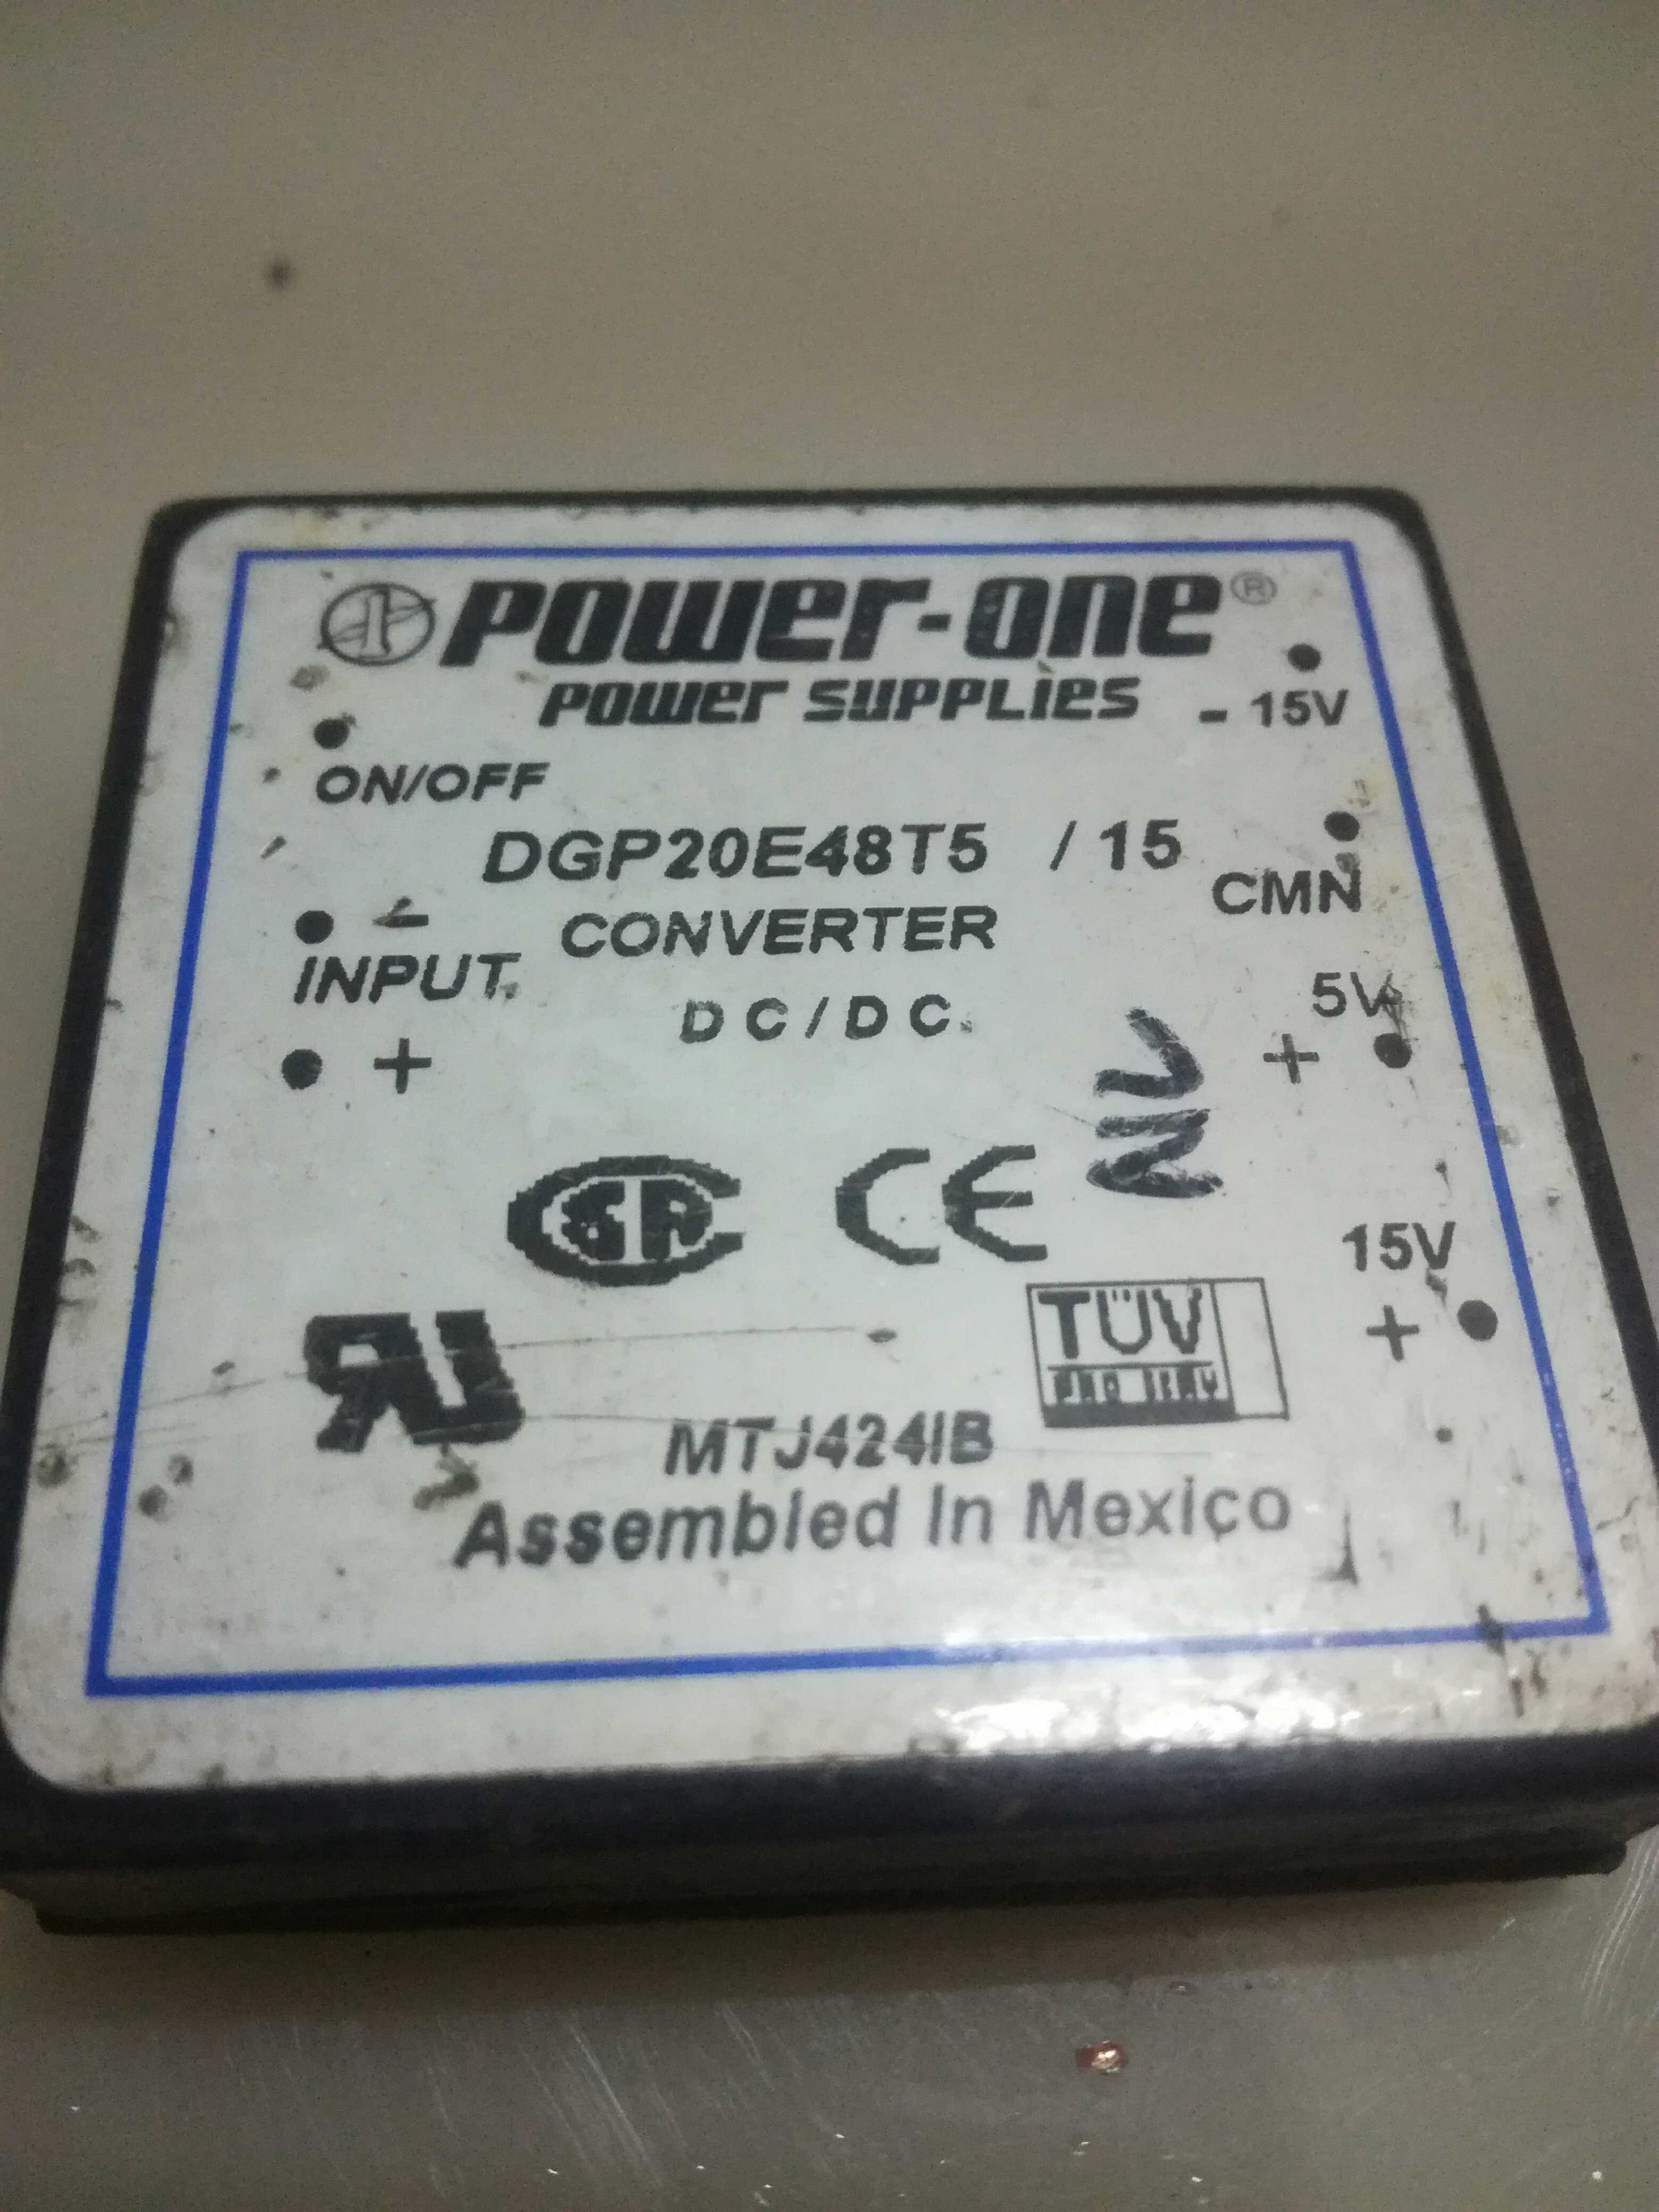 POWER-ONE®
POWER SUPPLIES
- 15V
ON/OFF
DGP20E48T5 / 15
CMN
-
INPUT
CONVERTER
5V
DC/DC
+
+
CE
15V
+
TÜV
MTJ424IB
Assembled In Mexico